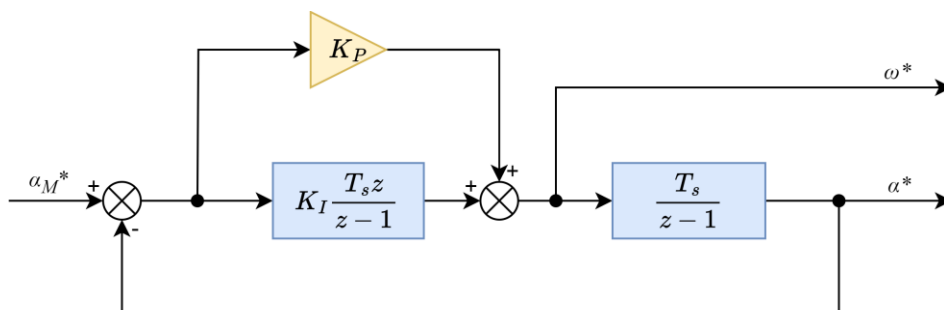 K_P
ω*
α_M*
+
-
K_I T_s z / (z − 1)
+
+
T_s / (z − 1)
α*